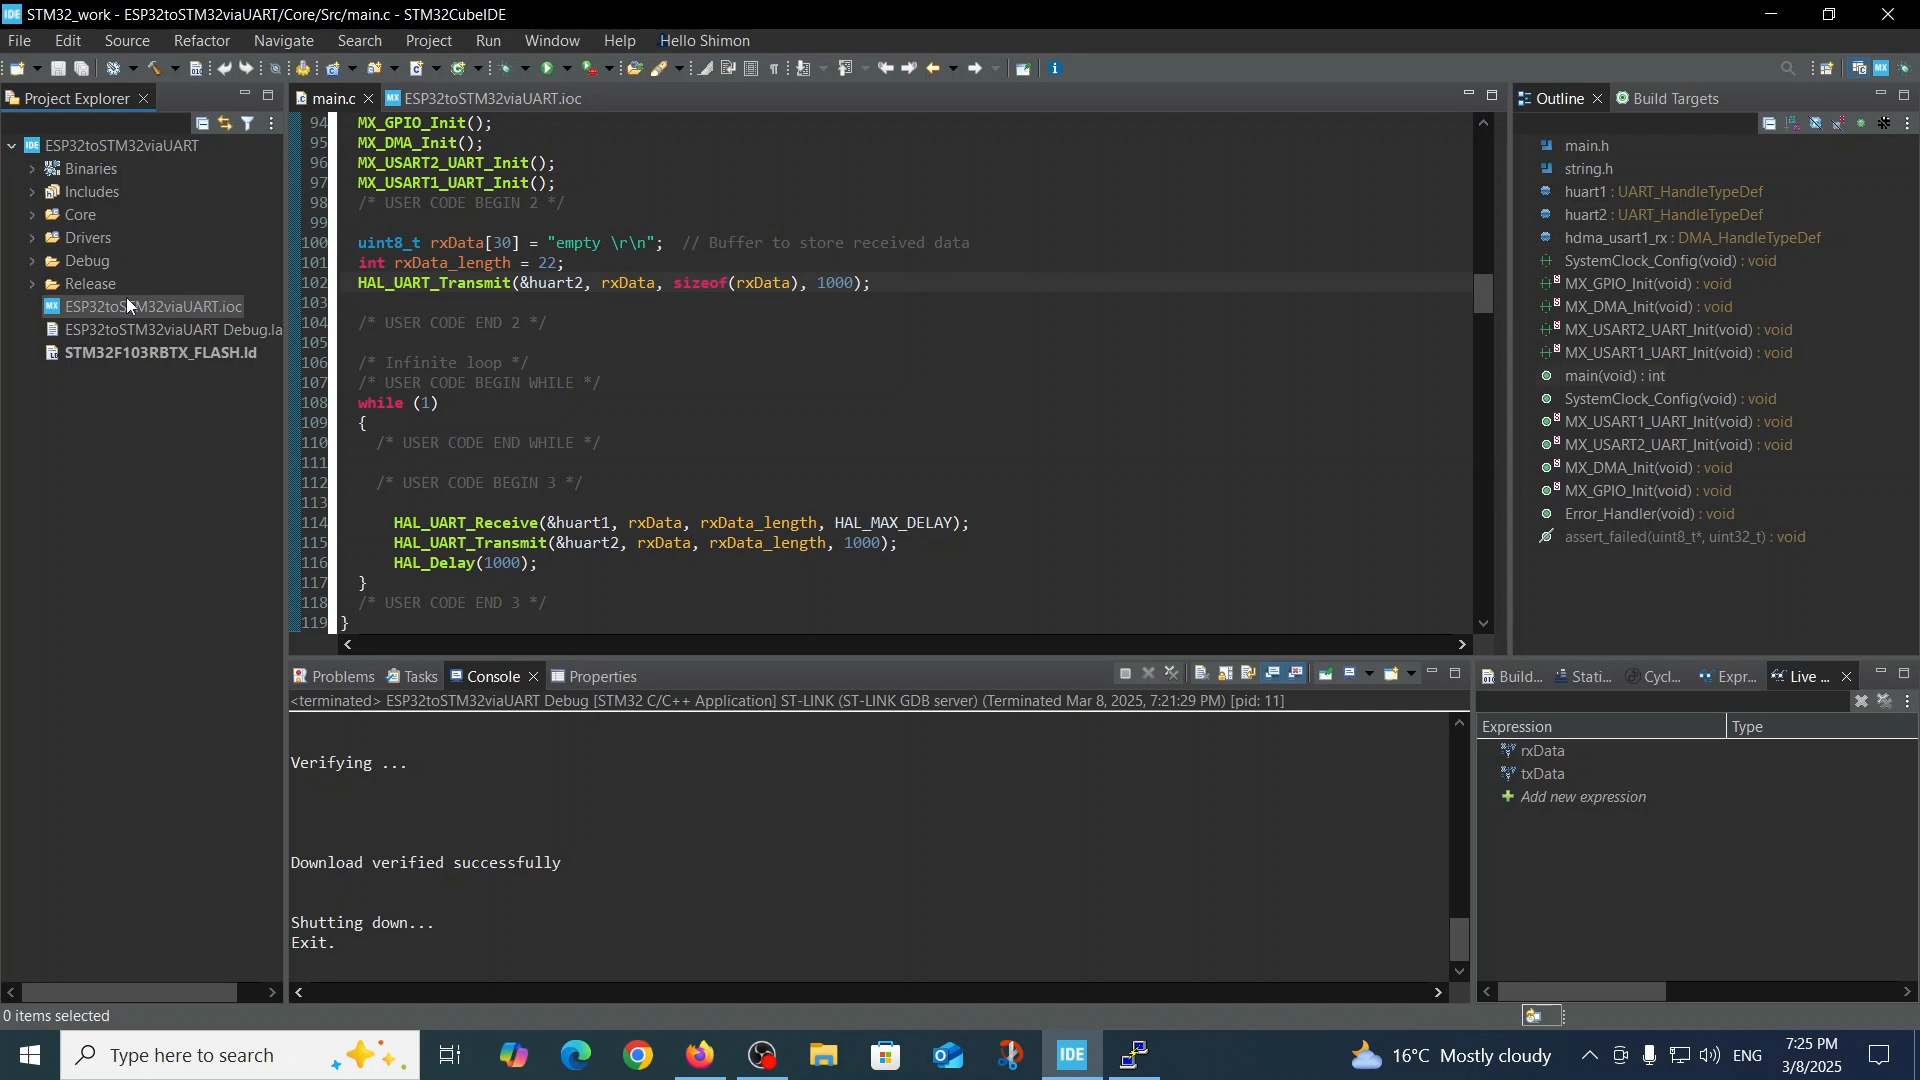 IDE STM32_work - ESP32toSTM32viaUART/Core/Src/main.c - STM32CubeIDE
File Edit Source Refactor Navigate Search Project Run Window Help Hello Shimon
Project Explorer
IDE ESP32toSTM32viaUART
Binaries
Includes
Core
Drivers
Debug
Release
MX ESP32toSTM32viaUART.ioc
ESP32toSTM32viaUART Debug.la
STM32F103RBTX_FLASH.ld
main.c MX ESP32toSTM32viaUART.ioc
94 MX_GPIO_Init();
95 MX_DMA_Init();
96 MX_USART2_UART_Init();
97 MX_USART1_UART_Init();
98 /* USER CODE BEGIN 2 */
99
100 uint8_t rxData[30] = "empty \r\n"; // Buffer to store received data
101 int rxData_length = 22;
102 HAL_UART_Transmit(&huart2, rxData, sizeof(rxData), 1000);
103
104 /* USER CODE END 2 */
105
106 /* Infinite loop */
107 /* USER CODE BEGIN WHILE */
108 while (1)
109 {
110 /* USER CODE END WHILE */
111
112 /* USER CODE BEGIN 3 */
113
114 HAL_UART_Receive(&huart1, rxData, rxData_length, HAL_MAX_DELAY);
115 HAL_UART_Transmit(&huart2, rxData, rxData_length, 1000);
116 HAL_Delay(1000);
117 }
118 /* USER CODE END 3 */
119 }
Outline Build Targets
main.h
string.h
huart1 : UART_HandleTypeDef
huart2 : UART_HandleTypeDef
hdma_usart1_rx : DMA_HandleTypeDef
SystemClock_Config(void) : void
MX_GPIO_Init(void) : void
MX_DMA_Init(void) : void
MX_USART2_UART_Init(void) : void
MX_USART1_UART_Init(void) : void
main(void) : int
SystemClock_Config(void) : void
MX_USART1_UART_Init(void) : void
MX_USART2_UART_Init(void) : void
MX_DMA_Init(void) : void
MX_GPIO_Init(void) : void
Error_Handler(void) : void
assert_failed(uint8_t*, uint32_t) : void
Problems Tasks Console Properties
<terminated> ESP32toSTM32viaUART Debug [STM32 C/C++ Application] ST-LINK (ST-LINK GDB server) (Terminated Mar 8, 2025, 7:21:29 PM) [pid: 11]
Verifying ...
Download verified successfully
Shutting down...
Exit.
Build... Stati... Cycl... Expr... Live ...
Expression Type
rxData
txData
Add new expression
0 items selected
Type here to search
IDE
16°C Mostly cloudy
ENG
7:25 PM
3/8/2025